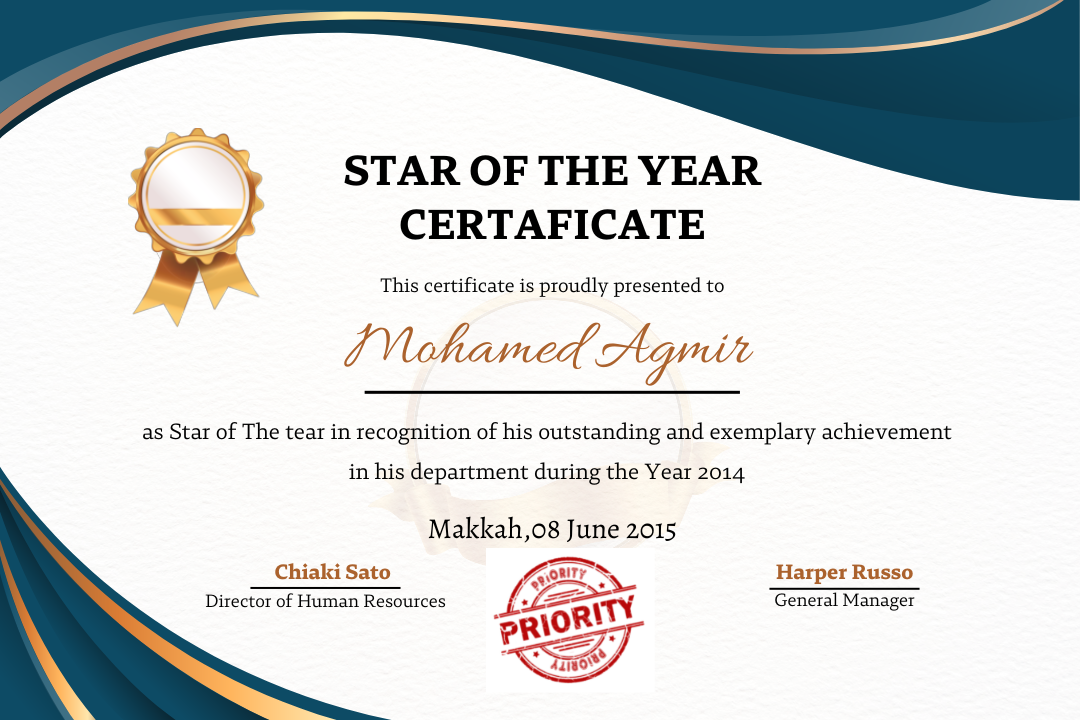 STAR OF THE YEAR
CERTAFICATE
This certificate is proudly presented to
Mohamed Agmir
as Star of The tear in recognition of his outstanding and exemplary achievement
in his department during the Year 2014
Makkah,08 June 2015
Chiaki Sato
Director of Human Resources
PRIORITY
PRIORITY
PRIORITY
Harper Russo
General Manager